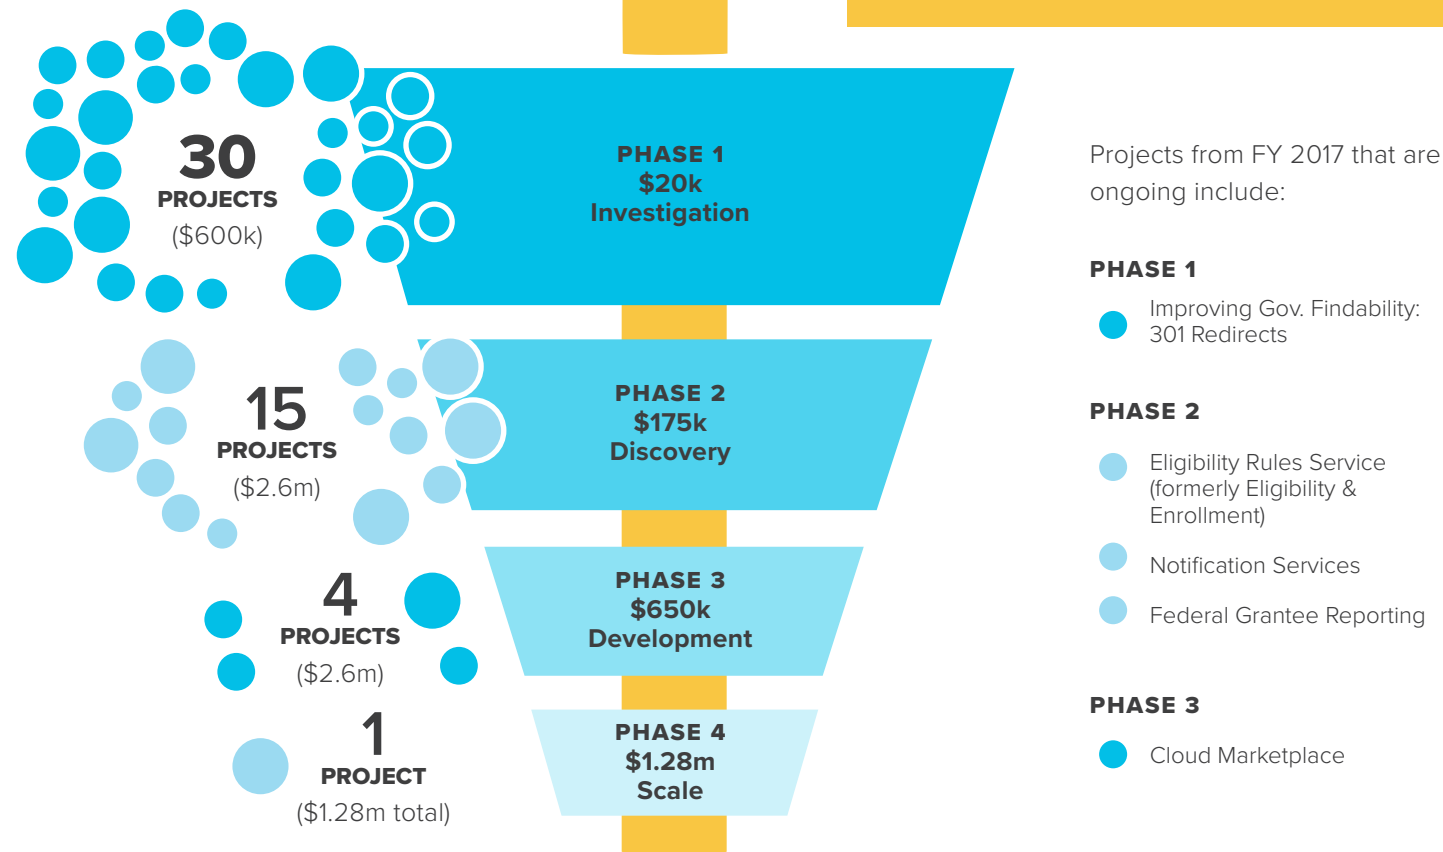 30
PROJECTS
($600k)
PHASE 1
$20k
Investigation
15
PROJECTS
($2.6m)
PHASE 2
$175k
Discovery
4
PROJECTS
($2.6m)
PHASE 3
$650k
Development
1
PROJECT
($1.28m total)
PHASE 4
$1.28m
Scale
Projects from FY 2017 that are
ongoing include:
PHASE 1
Improving Gov. Findability:
301 Redirects
PHASE 2
Eligibility Rules Service
(formerly Eligibility &
Enrollment)
Notification Services
Federal Grantee Reporting
PHASE 3
Cloud Marketplace